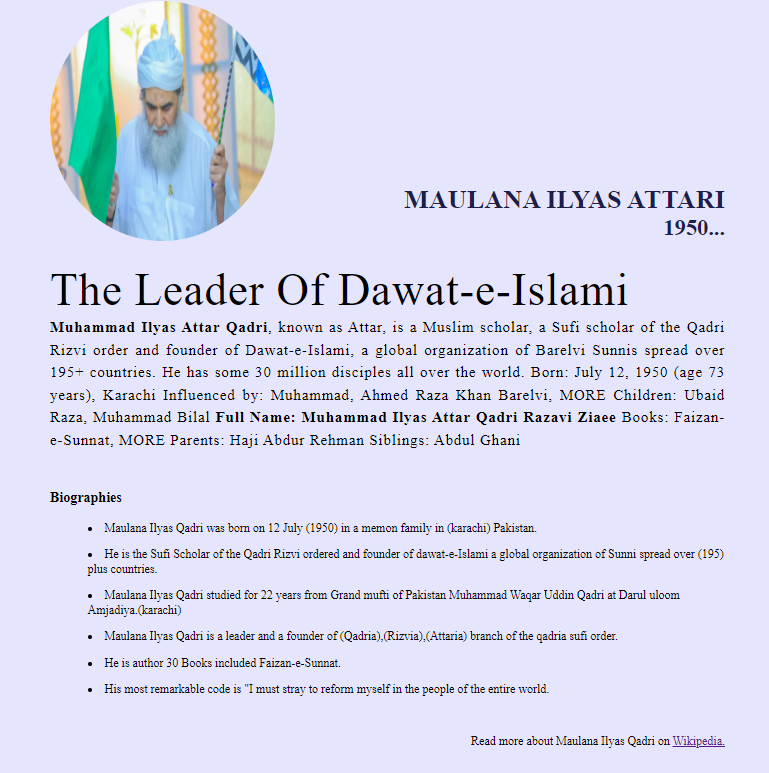 MAULANA ILYAS ATTARI
1950...
The Leader Of Dawat-e-Islami
Muhammad Ilyas Attar Qadri, known as Attar, is a Muslim scholar, a Sufi scholar of the Qadri
Rizvi order and founder of Dawat-e-Islami, a global organization of Barelvi Sunnis spread over
195+ countries. He has some 30 million disciples all over the world. Born: July 12, 1950 (age 73
years), Karachi Influenced by: Muhammad, Ahmed Raza Khan Barelvi, MORE Children: Ubaid
Raza, Muhammad Bilal Full Name: Muhammad Ilyas Attar Qadri Razavi Ziaee Books: Faizan-
e-Sunnat, MORE Parents: Haji Abdur Rehman Siblings: Abdul Ghani
Biographies
• Maulana Ilyas Qadri was born on 12 July (1950) in a memon family in (karachi) Pakistan.
• He is the Sufi Scholar of the Qadri Rizvi ordered and founder of dawat-e-Islami a global organization of Sunni spread over (195)
plus countries.
• Maulana Ilyas Qadri studied for 22 years from Grand mufti of Pakistan Muhammad Waqar Uddin Qadri at Darul uloom
Amjadiya.(karachi)
• Maulana Ilyas Qadri is a leader and a founder of (Qadria),(Rizvia),(Attaria) branch of the qadria sufi order.
• He is author 30 Books included Faizan-e-Sunnat.
• His most remarkable code is "I must stray to reform myself in the people of the entire world.
Read more about Maulana Ilyas Qadri on Wikipedia.